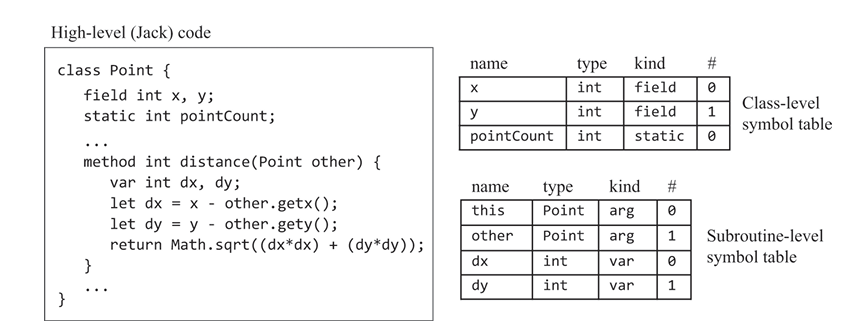 High-level (Jack) code
class Point {
field int x, y;
static int pointCount;
...
method int distance(Point other) {
var int dx, dy;
let dx = x - other.getx();
let dy = y - other.gety();
return Math.sqrt((dx*dx) + (dy*dy));
}
...
}
name type kind #
x int field 0
y int field 1
pointCount int static 0
Class-level
symbol table
name type kind #
this Point arg 0
other Point arg 1
dx int var 0
dy int var 1
Subroutine-level
symbol table